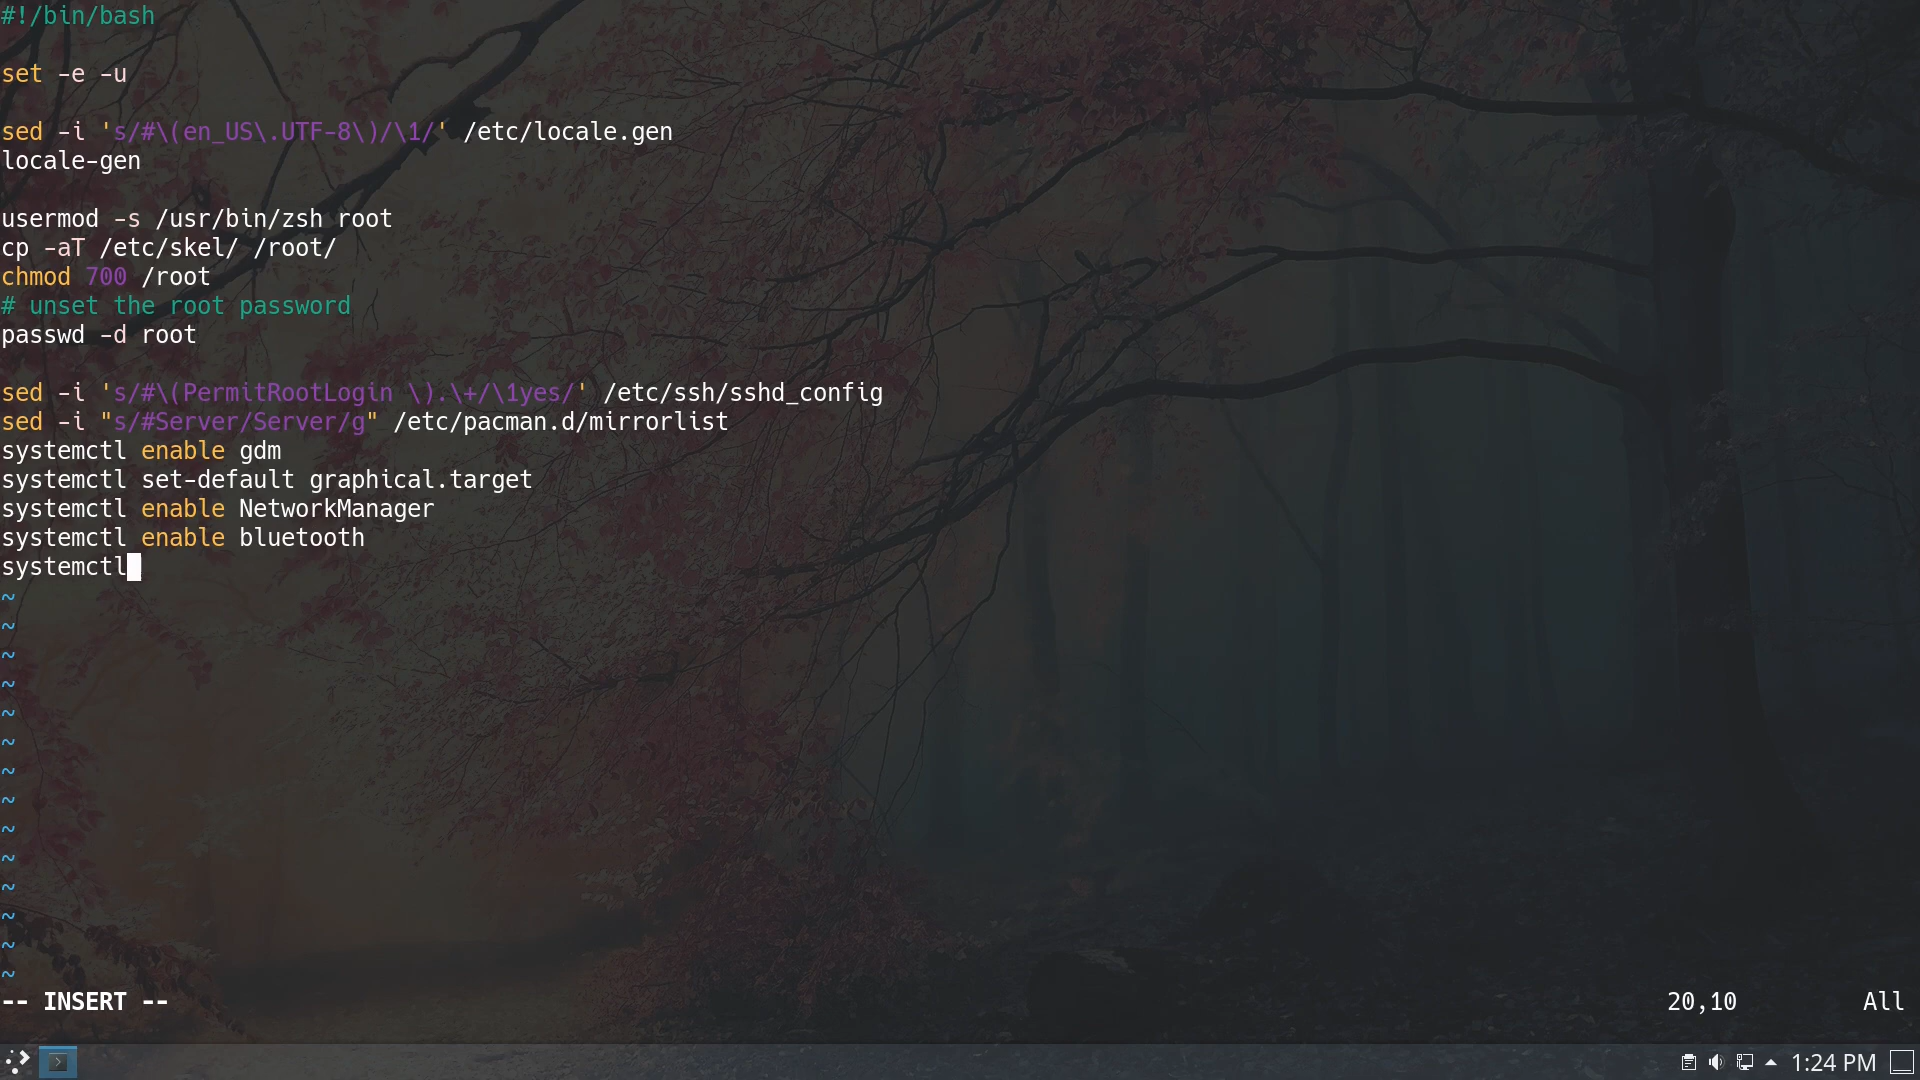 #!/bin/bash
set -e -u
sed -i 's/#\(en_US\.UTF-8\)/\1/' /etc/locale.gen
locale-gen
usermod -s /usr/bin/zsh root
cp -aT /etc/skel/ /root/
chmod 700 /root
# unset the root password
passwd -d root
sed -i 's/#\(PermitRootLogin \).\+/\1yes/' /etc/ssh/sshd_config
sed -i "s/#Server/Server/g" /etc/pacman.d/mirrorlist
systemctl enable gdm
systemctl set-default graphical.target
systemctl enable NetworkManager
systemctl enable bluetooth
systemctl
~
~
~
~
~
~
~
~
~
~
~
~
~
~
-- INSERT -- 20,10 All
1:24 PM